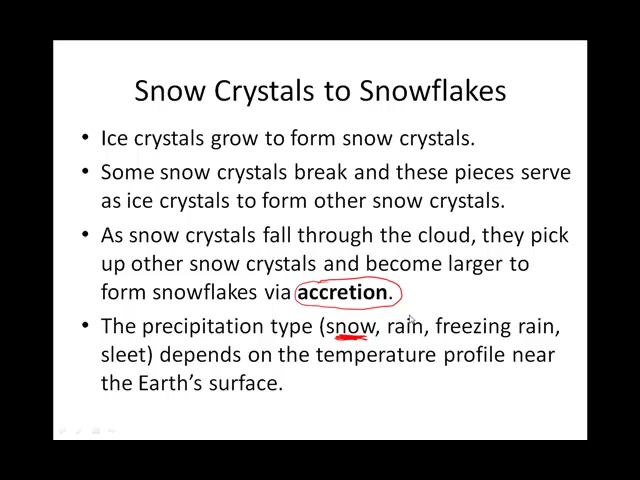 Snow Crystals to Snowflakes
• Ice crystals grow to form snow crystals.
• Some snow crystals break and these pieces serve
as ice crystals to form other snow crystals.
• As snow crystals fall through the cloud, they pick
up other snow crystals and become larger to
form snowflakes via accretion.
• The precipitation type (snow, rain, freezing rain,
sleet) depends on the temperature profile near
the Earth’s surface.